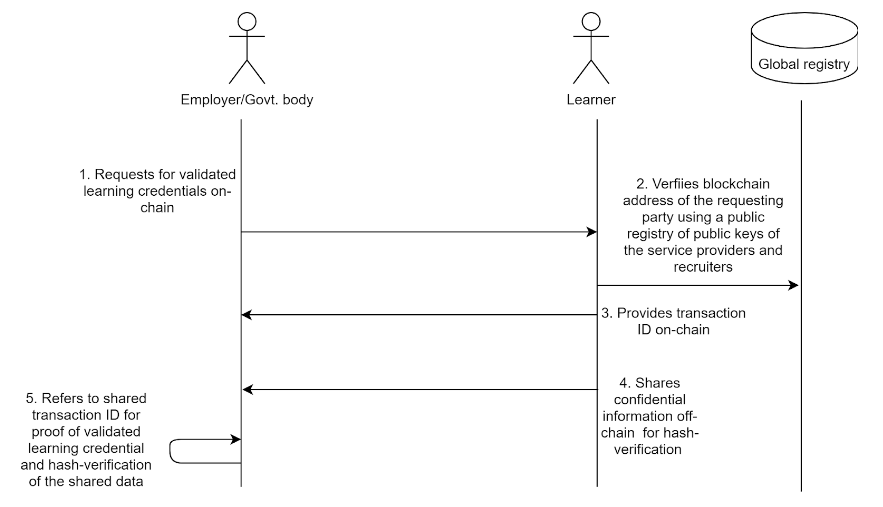 Employer/Govt. body
Learner
Global registry
1. Requests for validated
learning credentials on-
chain
2. Verfiies blockchain
address of the requesting
party using a public
registry of public keys of
the service providers and
recruiters
3. Provides transaction
ID on-chain
4. Shares
confidential
information off-
chain for hash-
verification
5. Refers to shared
transaction ID for
proof of validated
learning credential
and hash-verification
of the shared data